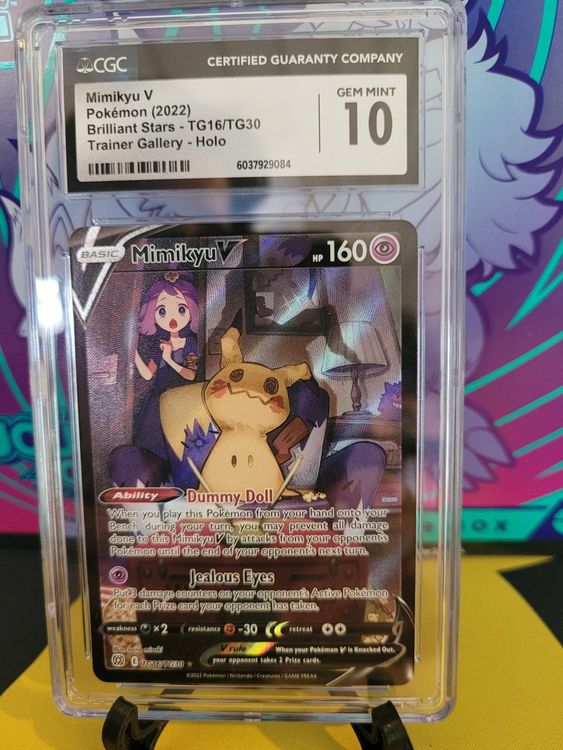 CGC
CERTIFIED GUARANTY COMPANY
Mimikyu V
Pokémon (2022)
Brilliant Stars - TG16/TG30
Trainer Gallery - Holo
GEM MINT
10
6037929084
BASIC
Mimikyu V
HP 160
Ability
Dummy Doll
When you play this Pokémon from your hand onto your
Bench during your turn, you may prevent all damage
done to this Mimikyu V by attacks from your opponent's
Pokémon until the end of your opponent's next turn.
Jealous Eyes
Put 3 damage counters on your opponent's Active Pokémon
for each Prize card your opponent has taken.
weakness ×2 resistance -30 retreat
V rule When your Pokémon V is Knocked Out,
your opponent takes 2 Prize cards.
E TG16/TG30
©2022 Pokémon / Nintendo / Creatures / GAME FREAK
BOX